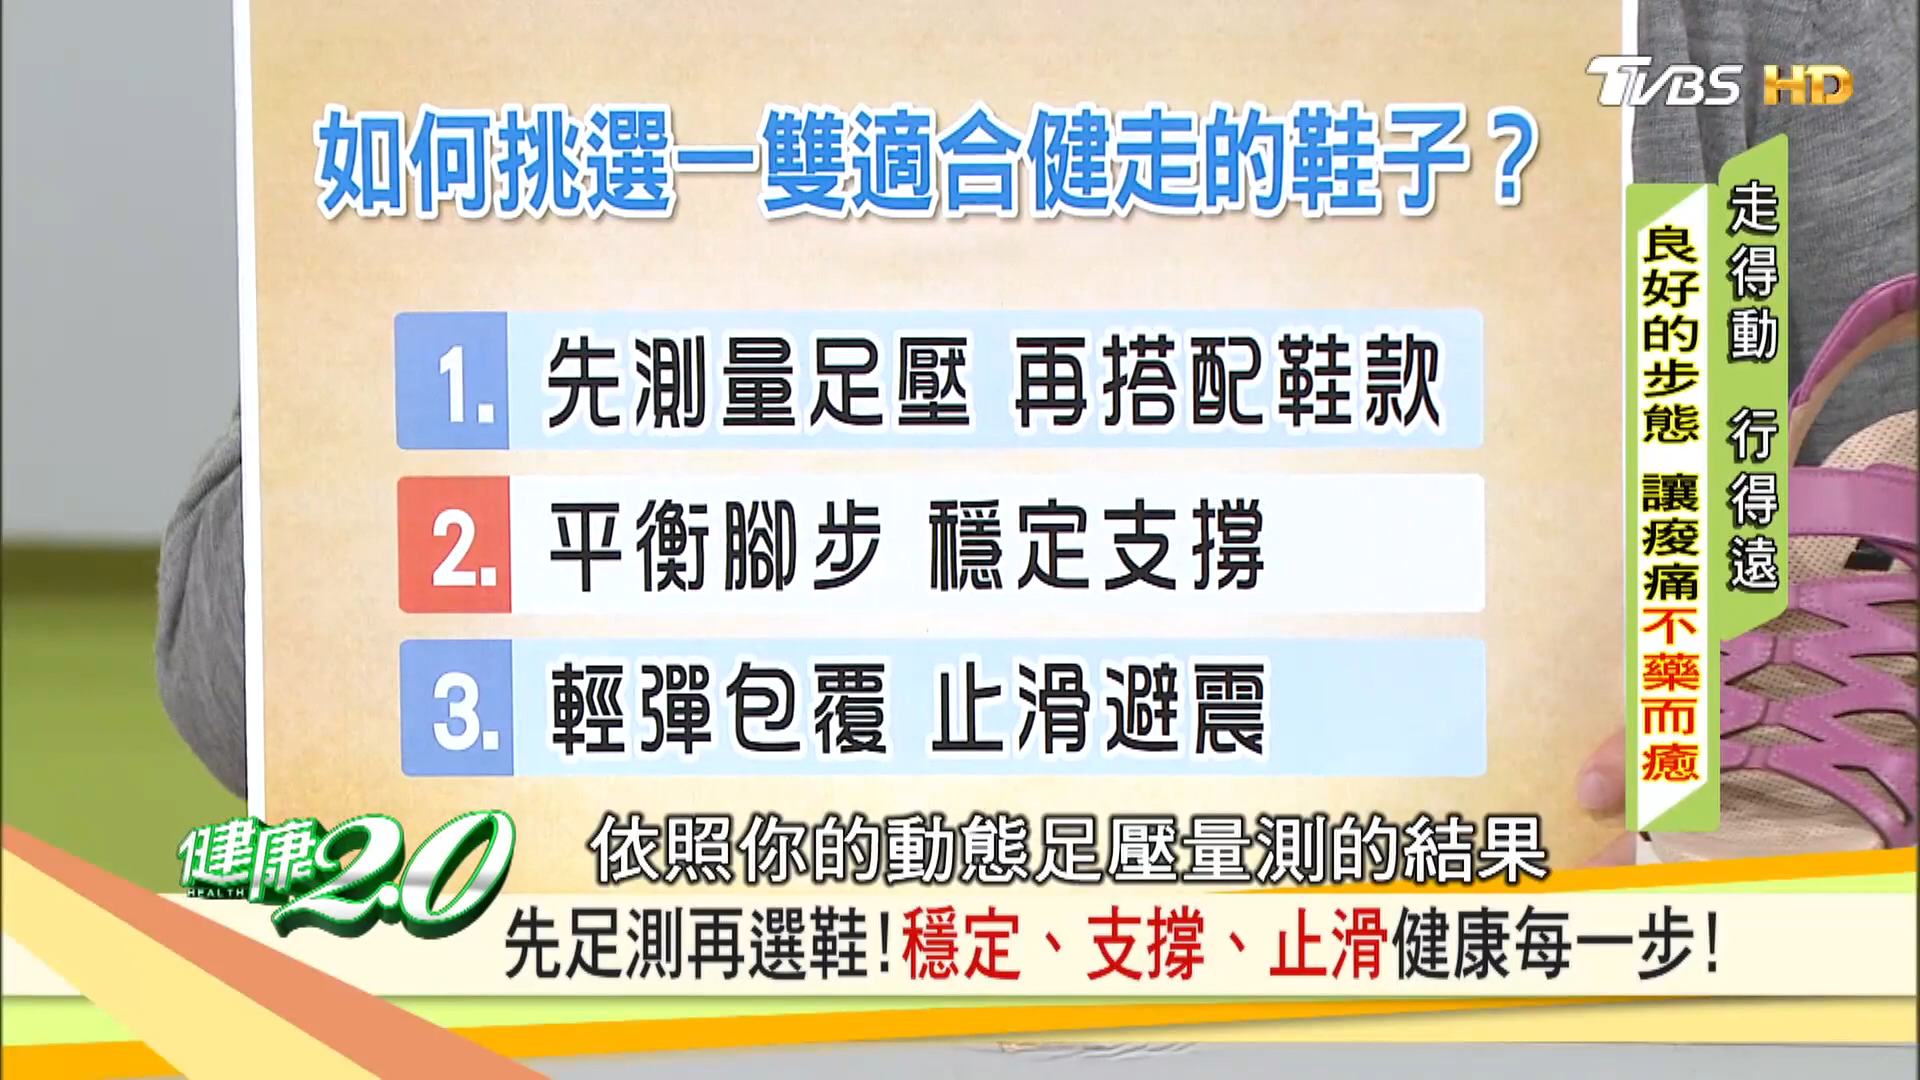 TVBS HD
如何挑選一雙適合健走的鞋子？
1. 先測量足壓 再搭配鞋款
2. 平衡腳步 穩定支撐
3. 輕彈包覆 止滑避震
走得動 行得遠
良好的步態 讓痠痛不藥而癒
健康2.0
HEALTH
依照你的動態足壓量測的結果
先足測再選鞋!穩定、支撐、止滑健康每一步!